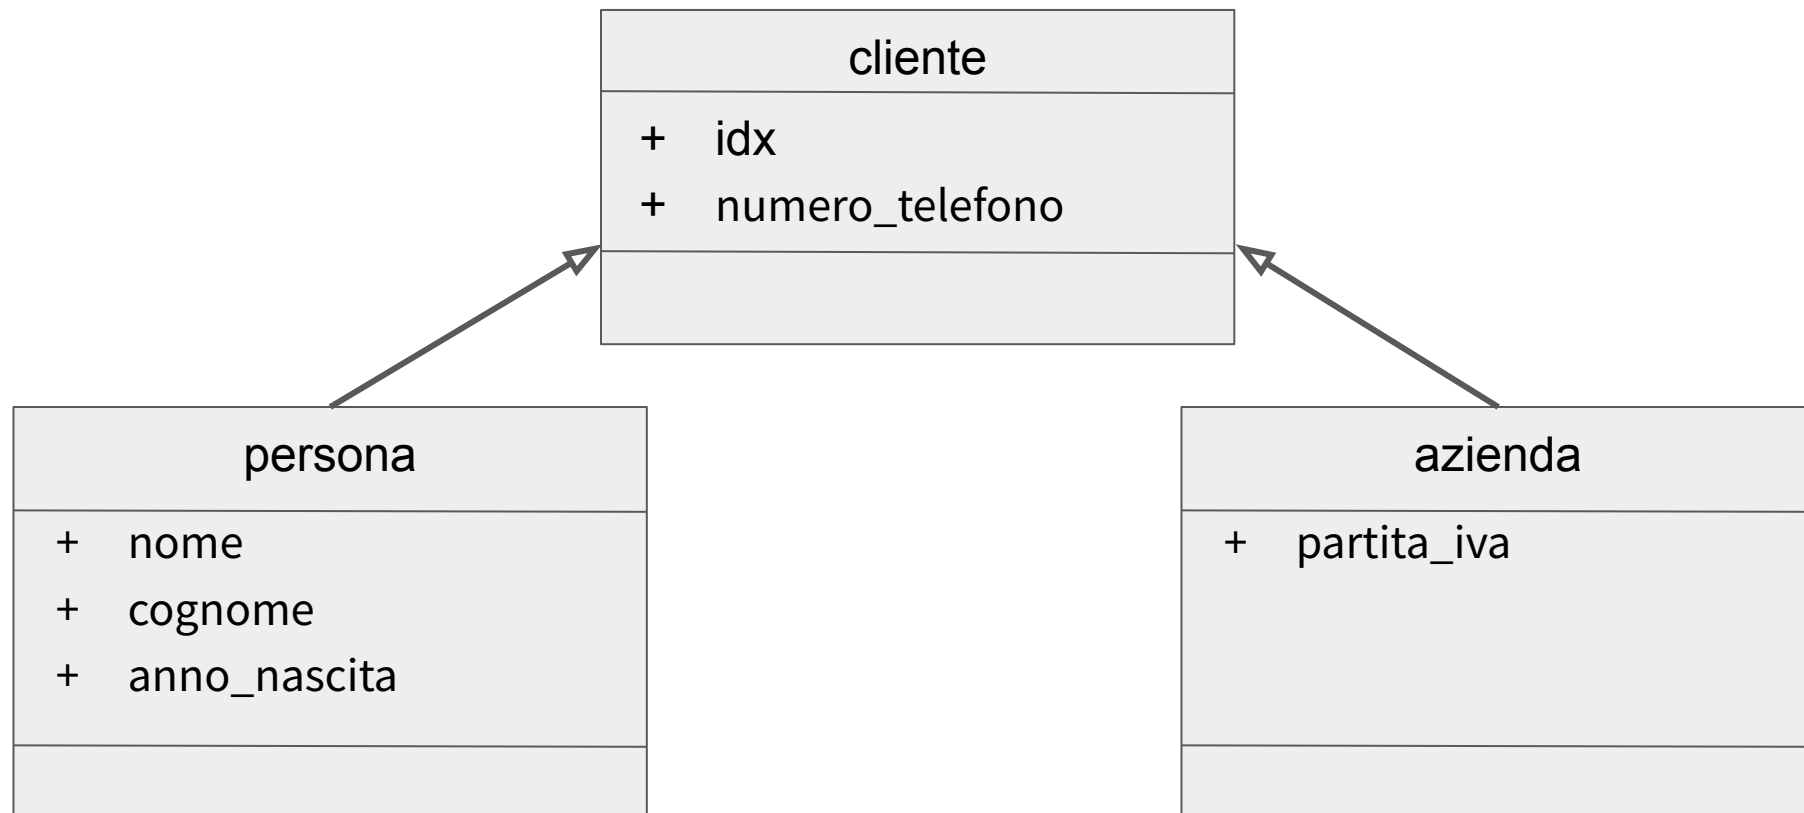 cliente
+ idx
+ numero_telefono
persona
+ nome
+ cognome
+ anno_nascita
azienda
+ partita_iva